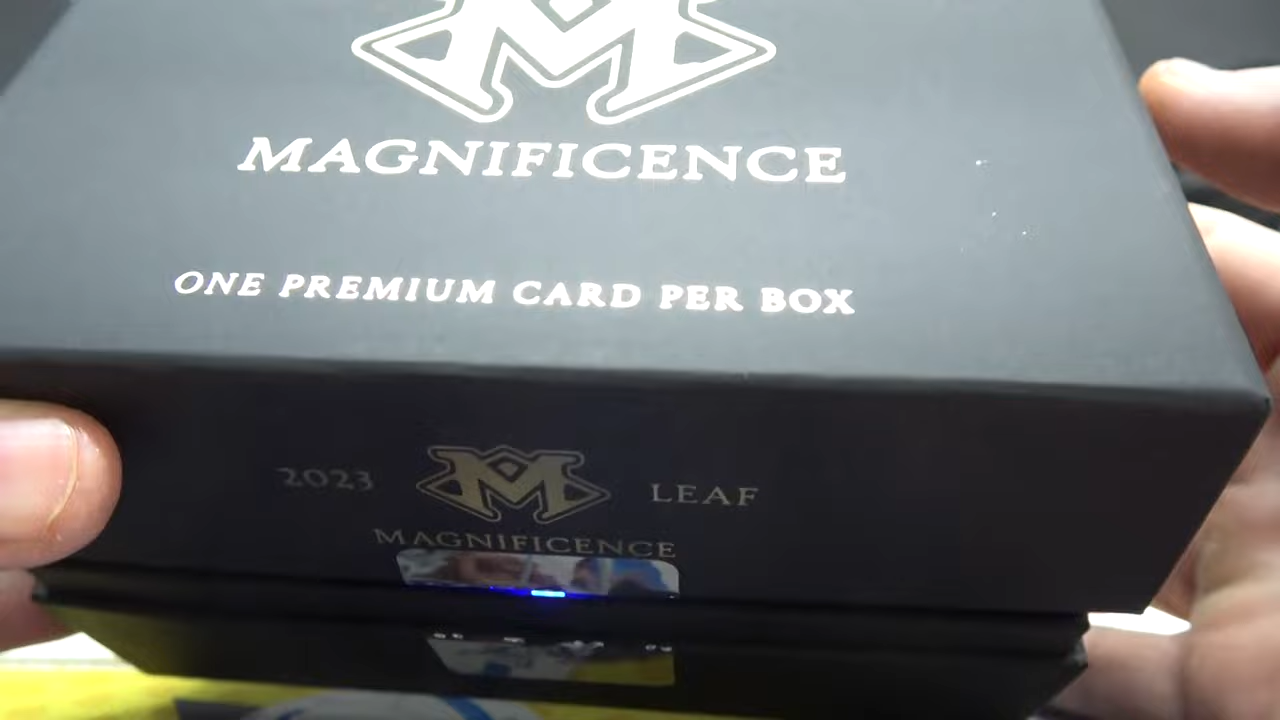 M
MAGNIFICENCE
ONE PREMIUM CARD PER BOX
2023 M LEAF
MAGNIFICENCE